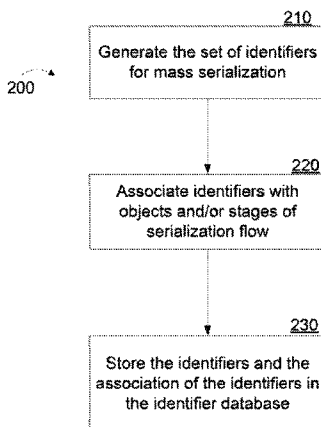 210
Generate the set of identifiers
for mass serialization
200
220
Associate identifiers with
objects and/or stages of
serialization flow
230
Store the identifiers and the
association of the identifiers in
the identifier database